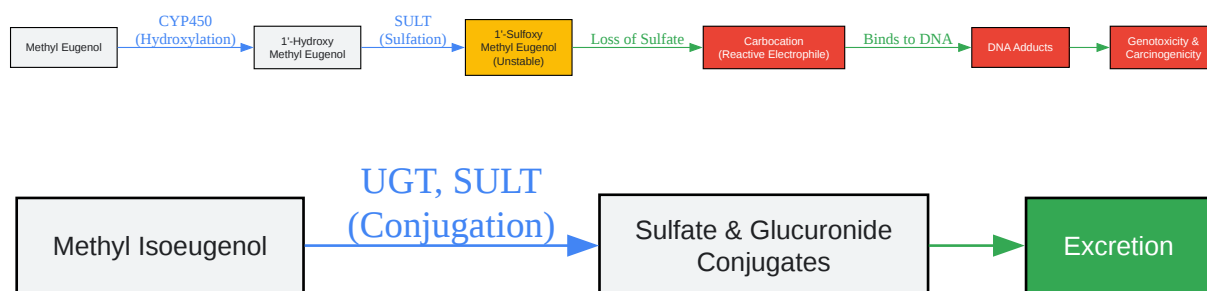 Methyl Eugenol
CYP450
(Hydroxylation)
1'-Hydroxy
Methyl Eugenol
SULT
(Sulfation)
1'-Sulfoxy
Methyl Eugenol
(Unstable)
Loss of Sulfate
Carbocation
(Reactive Electrophile)
Binds to DNA
DNA Adducts
Genotoxicity &
Carcinogenicity
Methyl Isoeugenol
UGT, SULT
(Conjugation)
Sulfate & Glucuronide
Conjugates
Excretion